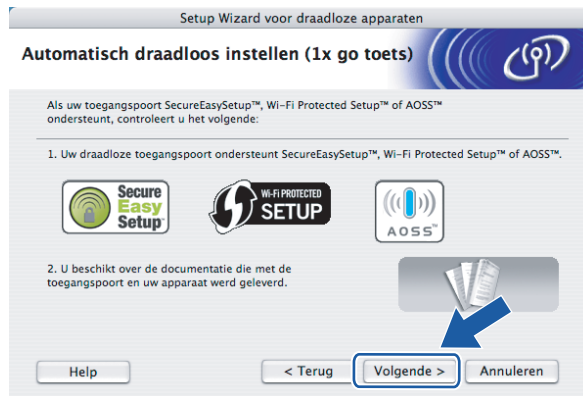 Setup Wizard voor draadloze apparaten
Automatisch draadloos instellen (1x go toets)
Als uw toegangspoort SecureEasySetup™, Wi-Fi Protected Setup™ of AOSS™
ondersteunt, controleert u het volgende:
1. Uw draadloze toegangspoort ondersteunt SecureEasySetup™, Wi-Fi Protected Setup™ of AOSS™.
Secure
Easy
Setup™
Wi-Fi PROTECTED
SETUP
AOSS™
2. U beschikt over de documentatie die met de
toegangspoort en uw apparaat werd geleverd.
Help
< Terug
Volgende >
Annuleren